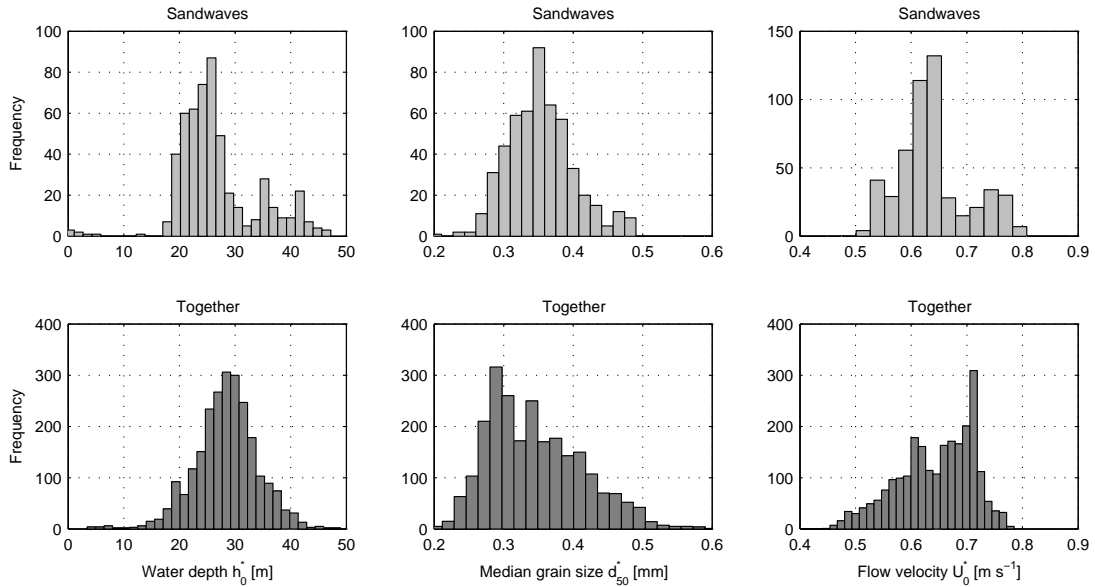 Sandwaves
Sandwaves
Sandwaves
100
80
60
40
20
0
Frequency
0 10 20 30 40 50
100
80
60
40
20
0
0.2 0.3 0.4 0.5 0.6
150
100
50
0
0.4 0.5 0.6 0.7 0.8 0.9
Together
Together
Together
400
300
200
100
0
Frequency
0 10 20 30 40 50
Water depth h₀* [m]
400
300
200
100
0
0.2 0.3 0.4 0.5 0.6
Median grain size d₅₀* [mm]
400
300
200
100
0
0.4 0.5 0.6 0.7 0.8 0.9
Flow velocity U₀* [m s⁻¹]